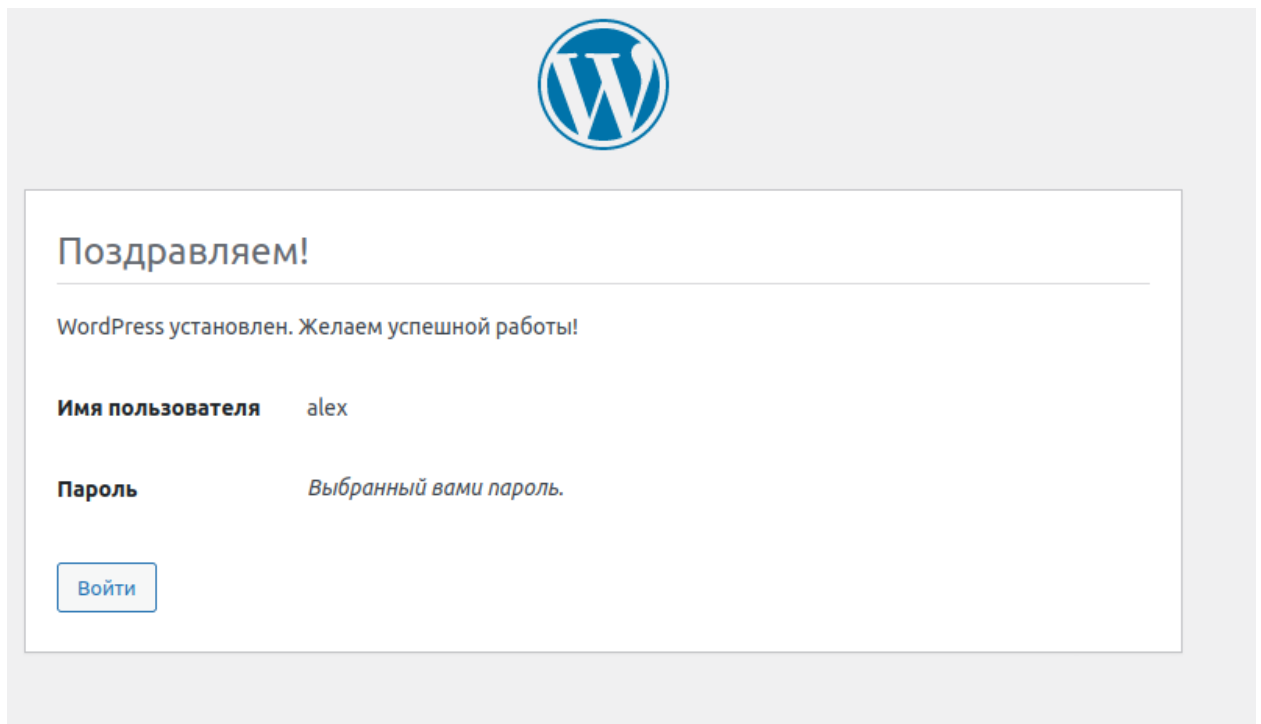 Поздравляем!
WordPress установлен. Желаем успешной работы!
Имя пользователя alex
Пароль Выбранный вами пароль.
Войти